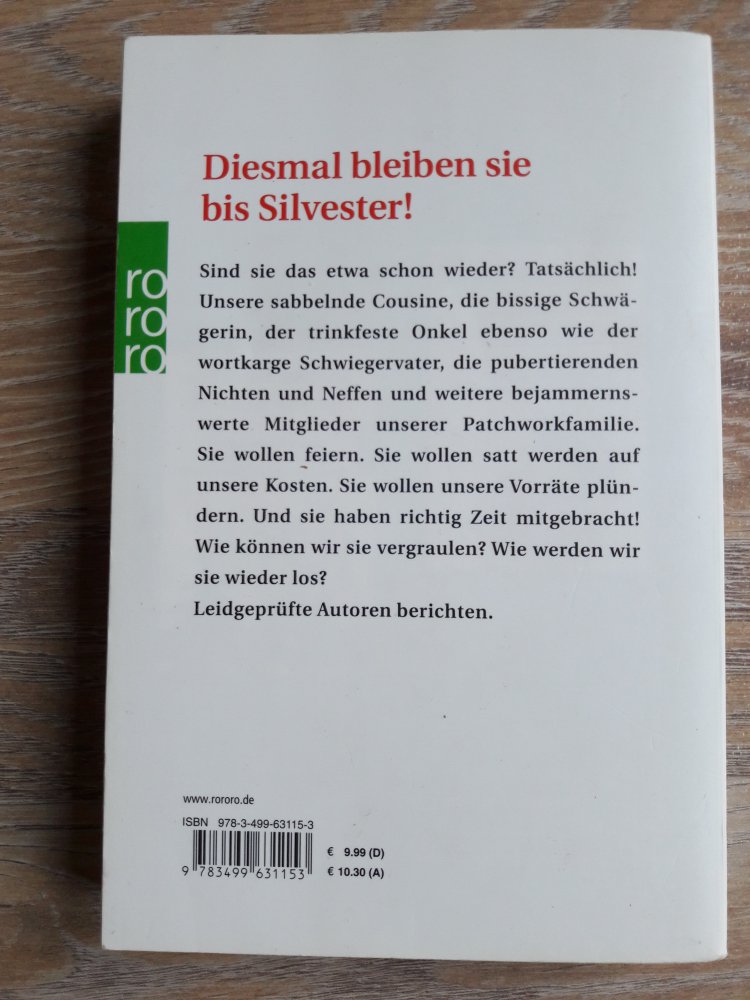 Diesmal bleiben sie
bis Silvester!
ro
ro
ro
Sind sie das etwa schon wieder? Tatsächlich!
Unsere sabbelnde Cousine, die bissige Schwä-
gerin, der trinkfeste Onkel ebenso wie der
wortkarge Schwiegervater, die pubertierenden
Nichten und Neffen und weitere bejammerns-
werte Mitglieder unserer Patchworkfamilie.
Sie wollen feiern. Sie wollen satt werden auf
unsere Kosten. Sie wollen unsere Vorräte plün-
dern. Und sie haben richtig Zeit mitgebracht!
Wie können wir sie vergraulen? Wie werden wir
sie wieder los?
Leidgeprüfte Autoren berichten.
www.rororo.de
ISBN 978-3-499-63115-3
€ 9.99 (D)
€ 10.30 (A)
9 783499 631153